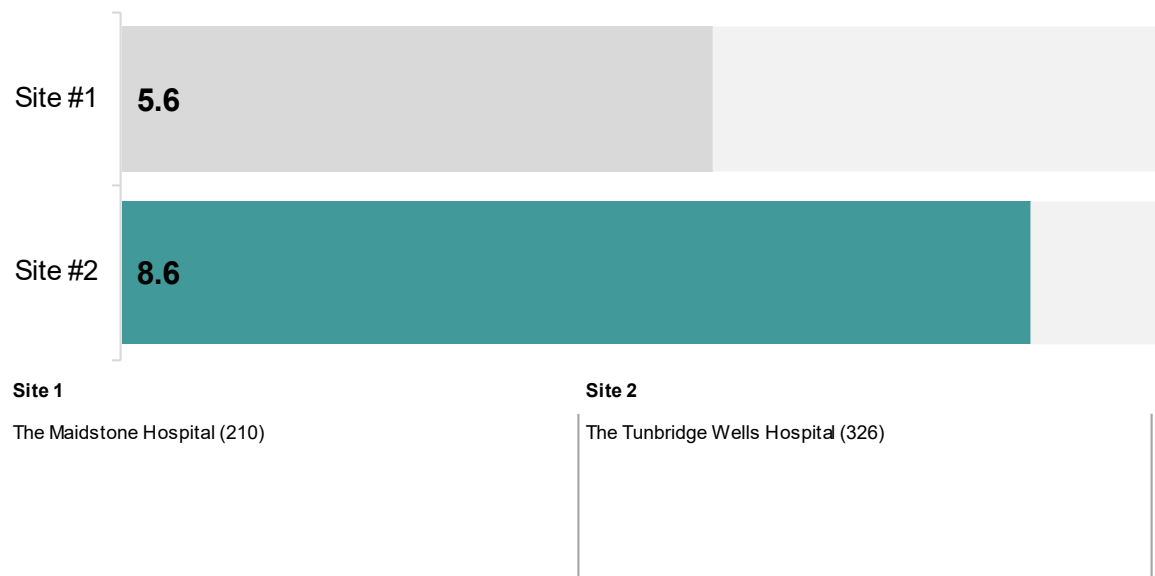 Site #1
5.6
Site #2
8.6
Site 1
Site 2
The Maidstone Hospital (210)
The Tunbridge Wells Hospital (326)